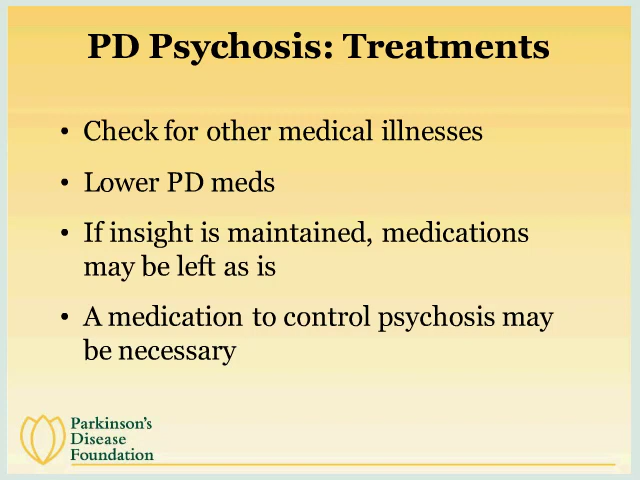 PD Psychosis: Treatments
• Check for other medical illnesses
• Lower PD meds
• If insight is maintained, medications
may be left as is
• A medication to control psychosis may
be necessary
Parkinson's
Disease
Foundation